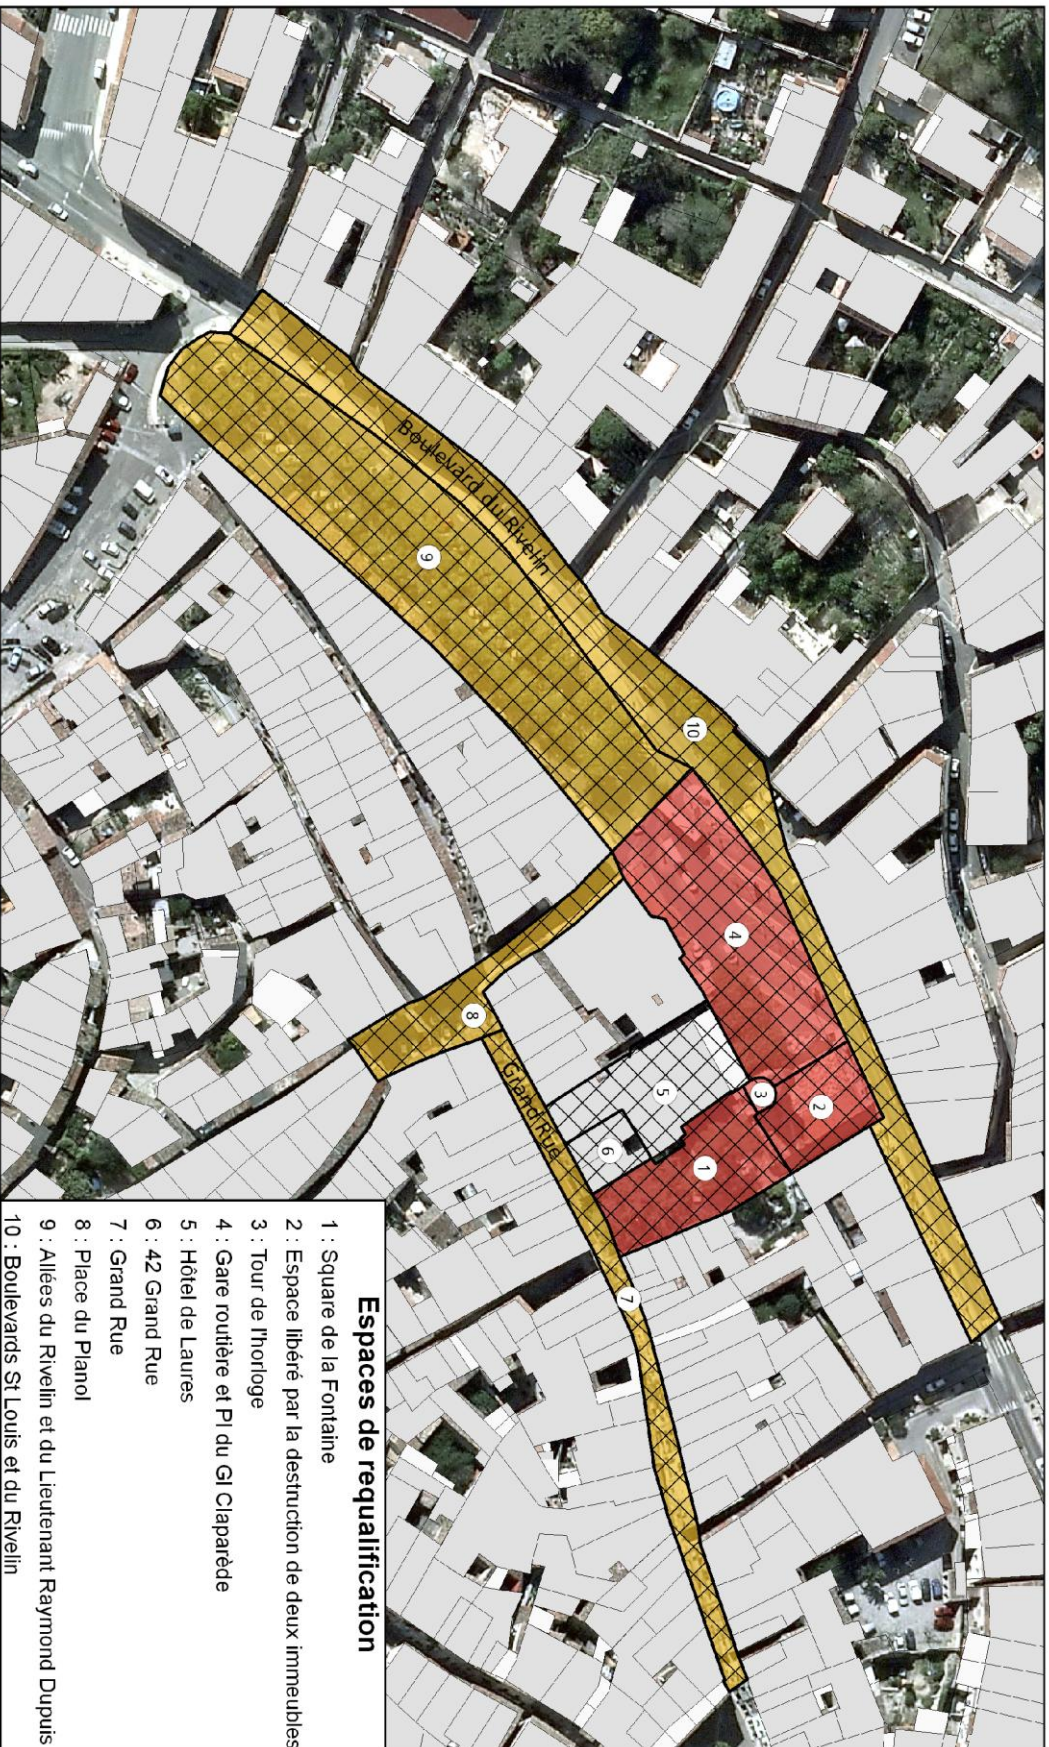 Boulevard du Rivelin
9
10
4
3
2
5
1
6
8
Grand Rue
7
Espaces de requalification
1 : Square de la Fontaine
2 : Espace libéré par la destruction de deux immeubles
3 : Tour de l'horloge
4 : Gare routière et Pl du Gl Claparède
5 : Hôtel de Laures
6 : 42 Grand Rue
7 : Grand Rue
8 : Place du Planol
9 : Allées du Rivelin et du Lieutenant Raymond Dupuis
10 : Boulevards St Louis et du Rivelin